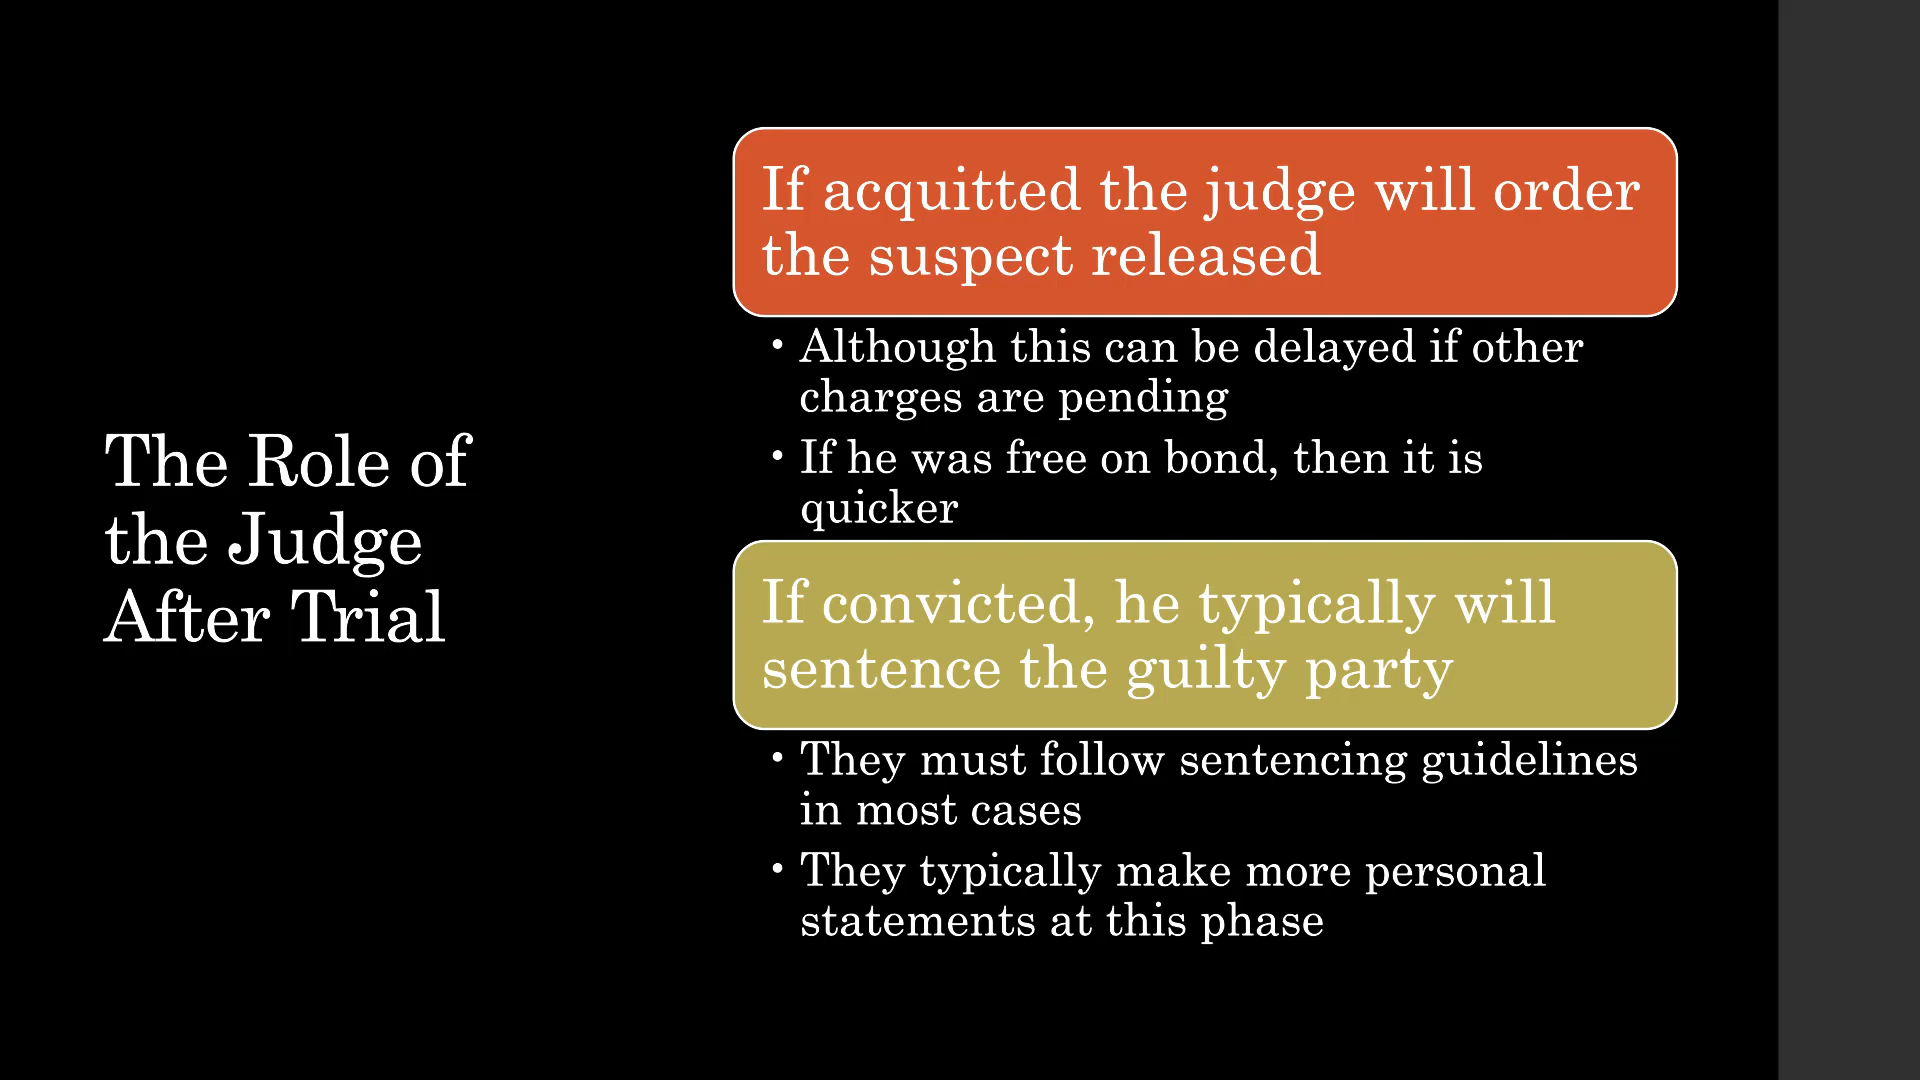 The Role of
the Judge
After Trial
If acquitted the judge will order
the suspect released
• Although this can be delayed if other
charges are pending
• If he was free on bond, then it is
quicker
If convicted, he typically will
sentence the guilty party
• They must follow sentencing guidelines
in most cases
• They typically make more personal
statements at this phase